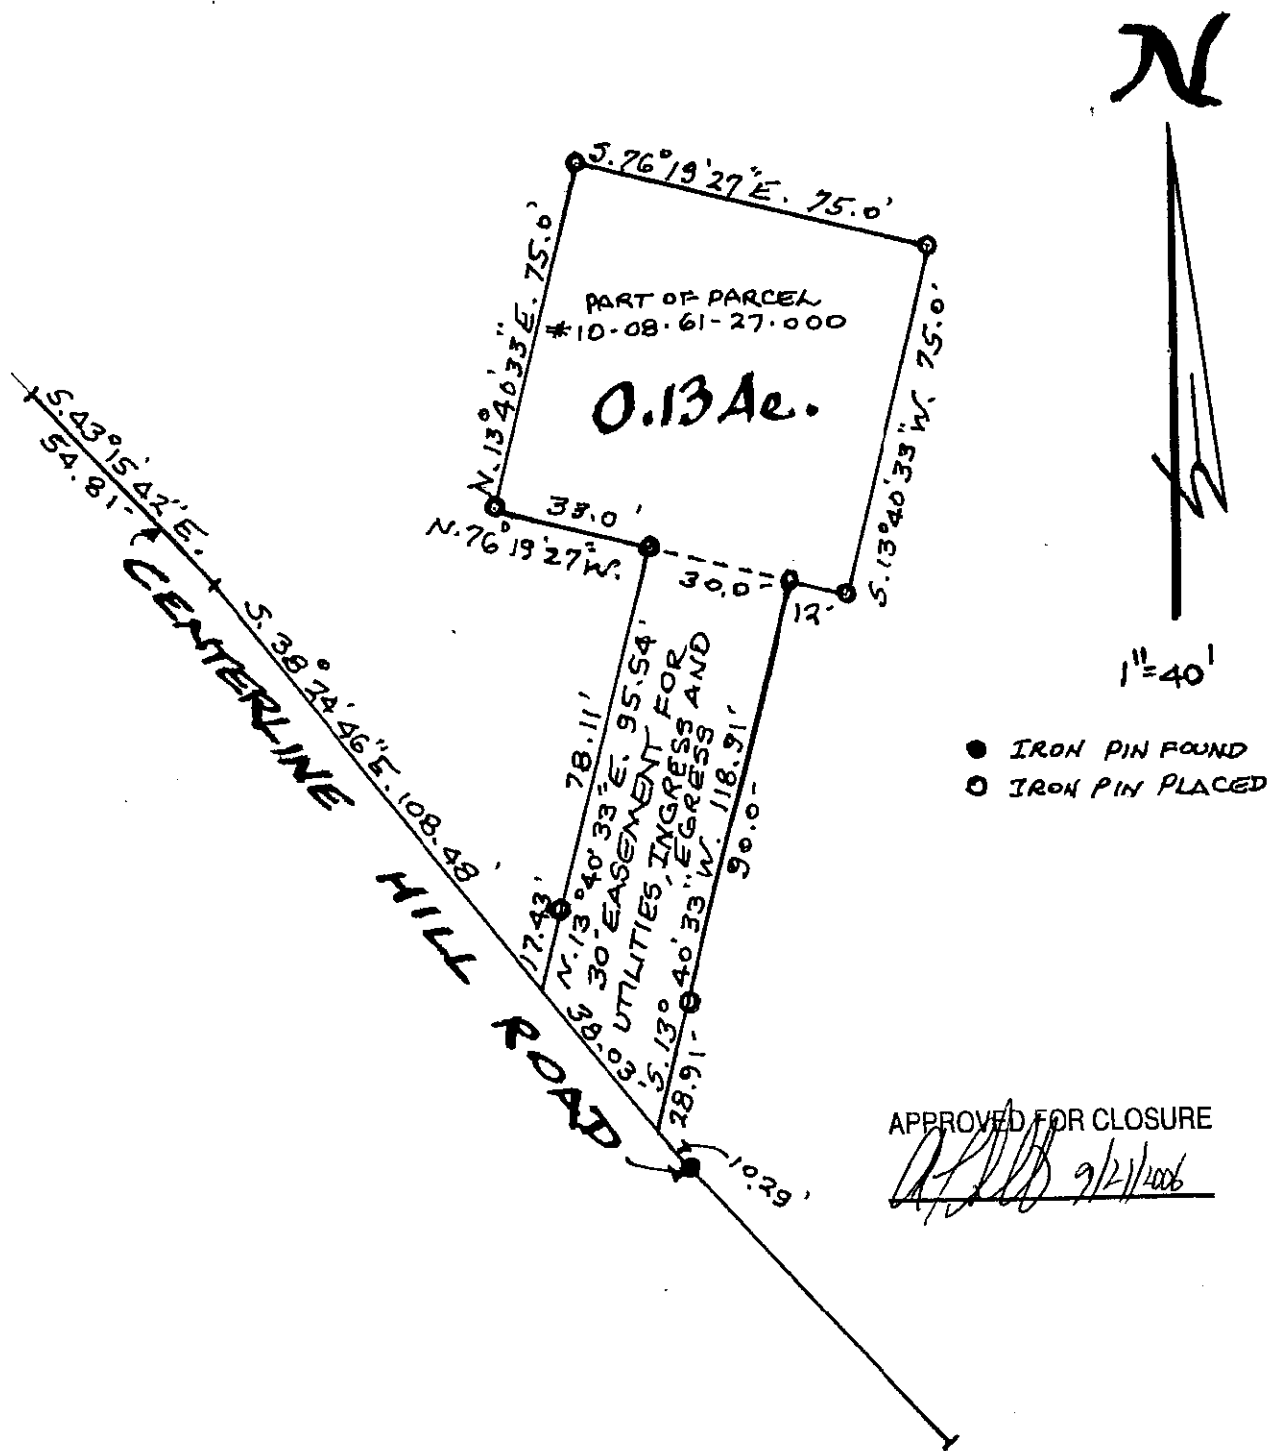 N
S.76°19'27"E. 75.0'
N.13°40'33"E. 75.0'
PART OF PARCEL
#10-08-61-27.000
0.13 Ac.
S.13°40'33"W. 75.0'
33.0'
N.76°19'27"W.
30.0'
12'
S.43°15'42"E.
54.81'
CENTERLINE HILL ROAD
S.38°24'46"E. 108.48'
78.11'
17.43'
N.13°40'33"E. 95.54'
30' EASEMENT FOR
UTILITIES, INGRESS AND
EGRESS
S.13°40'33"W. 118.91'
90.0'
28.91'
38.03'
10.29'
1"=40'
IRON PIN FOUND
IRON PIN PLACED
APPROVED FOR CLOSURE
9/21/2006